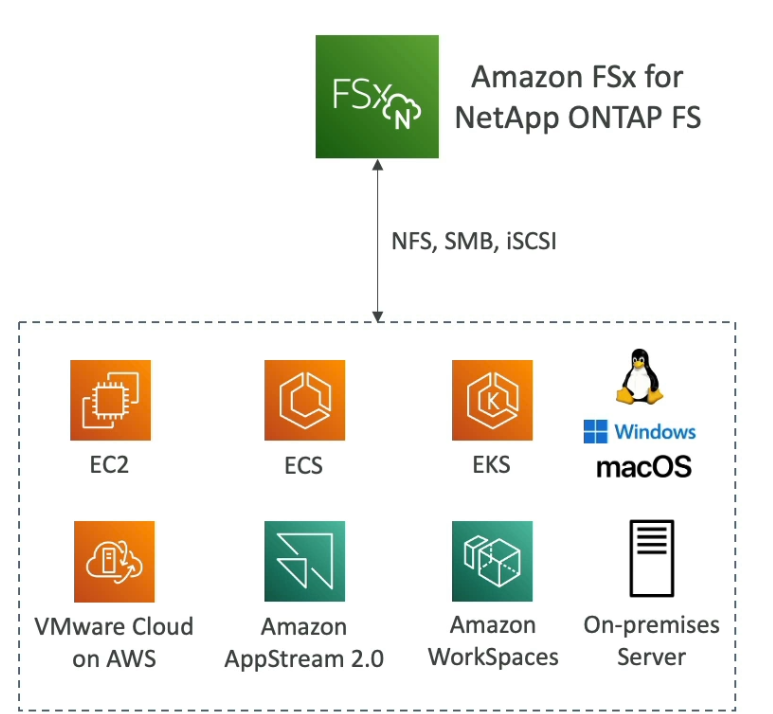 FSx
N
Amazon FSx for
NetApp ONTAP FS
NFS, SMB, iSCSI
EC2
ECS
K
EKS
Windows
macOS
VMware Cloud
on AWS
Amazon
AppStream 2.0
Amazon
WorkSpaces
On-premises
Server